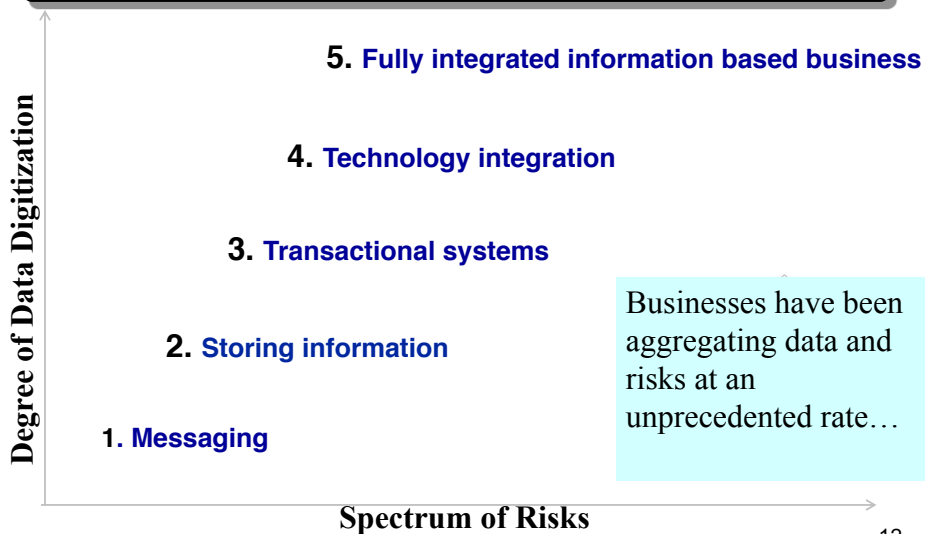 5. Fully integrated information based business
4. Technology integration
3. Transactional systems
2. Storing information
1. Messaging
Degree of Data Digitization
Businesses have been
aggregating data and
risks at an
unprecedented rate…
Spectrum of Risks